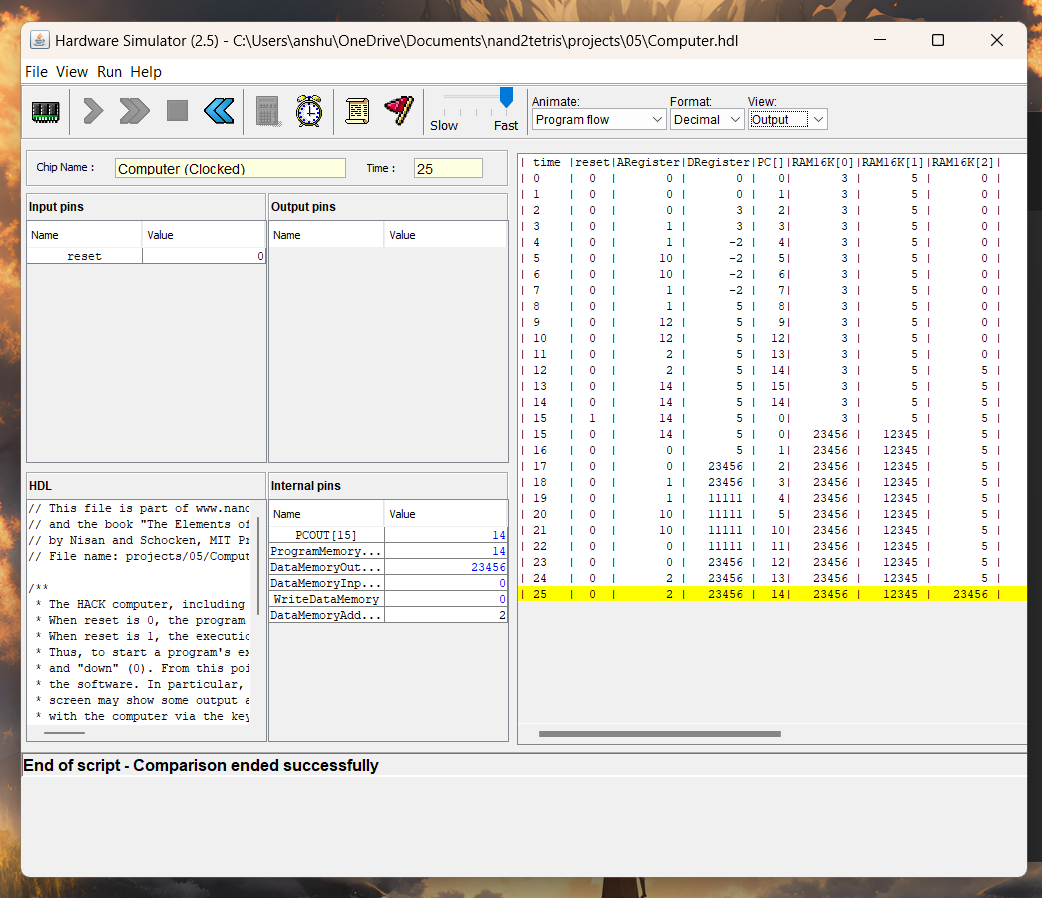 Hardware Simulator (2.5) - C:\Users\anshu\OneDrive\Documents\nand2tetris\projects\05\Computer.hdl
File View Run Help
Slow Fast
Animate: Format: View:
Program flow Decimal Output
Chip Name : Computer (Clocked) Time : 25
Input pins
Name Value
reset 0
Output pins
Name Value
HDL
// This file is part of www.nand
// and the book "The Elements of
// by Nisan and Schocken, MIT Pr
// File name: projects/05/Comput
/**
* The HACK computer, including
* When reset is 0, the program
* When reset is 1, the executio
* Thus, to start a program's ex
* and "down" (0). From this poi
* the software. In particular,
* screen may show some output a
* with the computer via the key
Internal pins
Name Value
PCOUT[15] 14
ProgramMemory... 14
DataMemoryOut... 23456
DataMemoryInp... 0
WriteDataMemory 0
DataMemoryAdd... 2
| time |reset|ARegister|DRegister|PC[]|RAM16K[0]|RAM16K[1]|RAM16K[2]|
| 0 | 0 | 0 | 0 | 0| 3 | 5 | 0 |
| 1 | 0 | 0 | 0 | 1| 3 | 5 | 0 |
| 2 | 0 | 0 | 3 | 2| 3 | 5 | 0 |
| 3 | 0 | 1 | 3 | 3| 3 | 5 | 0 |
| 4 | 0 | 1 | -2 | 4| 3 | 5 | 0 |
| 5 | 0 | 10 | -2 | 5| 3 | 5 | 0 |
| 6 | 0 | 10 | -2 | 6| 3 | 5 | 0 |
| 7 | 0 | 1 | -2 | 7| 3 | 5 | 0 |
| 8 | 0 | 1 | 5 | 8| 3 | 5 | 0 |
| 9 | 0 | 12 | 5 | 9| 3 | 5 | 0 |
| 10 | 0 | 12 | 5 | 12| 3 | 5 | 0 |
| 11 | 0 | 2 | 5 | 13| 3 | 5 | 0 |
| 12 | 0 | 2 | 5 | 14| 3 | 5 | 5 |
| 13 | 0 | 14 | 5 | 15| 3 | 5 | 5 |
| 14 | 0 | 14 | 5 | 14| 3 | 5 | 5 |
| 15 | 1 | 14 | 5 | 0| 3 | 5 | 5 |
| 15 | 0 | 14 | 5 | 0| 23456 | 12345 | 5 |
| 16 | 0 | 0 | 5 | 1| 23456 | 12345 | 5 |
| 17 | 0 | 0 | 23456 | 2| 23456 | 12345 | 5 |
| 18 | 0 | 1 | 23456 | 3| 23456 | 12345 | 5 |
| 19 | 0 | 1 | 11111 | 4| 23456 | 12345 | 5 |
| 20 | 0 | 10 | 11111 | 5| 23456 | 12345 | 5 |
| 21 | 0 | 10 | 11111 | 10| 23456 | 12345 | 5 |
| 22 | 0 | 0 | 11111 | 11| 23456 | 12345 | 5 |
| 23 | 0 | 0 | 23456 | 12| 23456 | 12345 | 5 |
| 24 | 0 | 2 | 23456 | 13| 23456 | 12345 | 5 |
| 25 | 0 | 2 | 23456 | 14| 23456 | 12345 | 23456 |
End of script - Comparison ended successfully